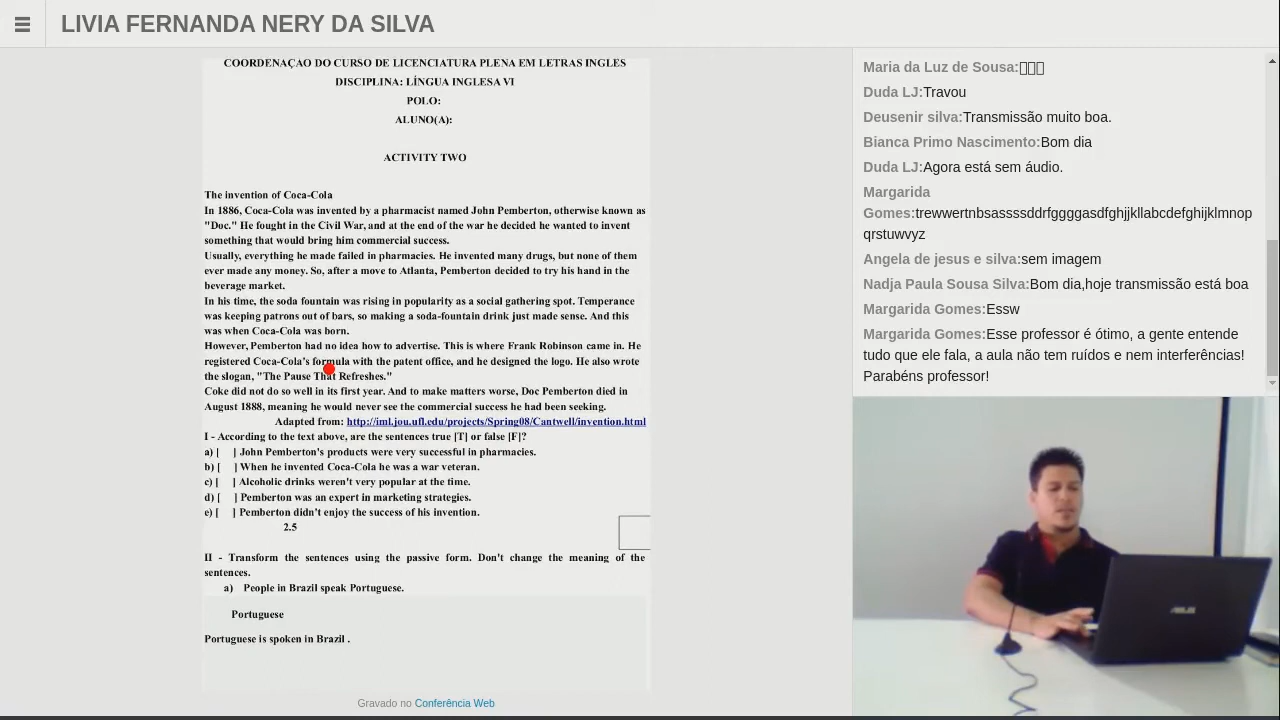 LIVIA FERNANDA NERY DA SILVA
COORDENAÇAO DO CURSO DE LICENCIATURA PLENA EM LETRAS INGLES
DISCIPLINA: LÍNGUA INGLESA VI
POLO:
ALUNO(A):
ACTIVITY TWO
The invention of Coca-Cola
In 1886, Coca-Cola was invented by a pharmacist named John Pemberton, otherwise known as
"Doc." He fought in the Civil War, and at the end of the war he decided he wanted to invent
something that would bring him commercial success.
Usually, everything he made failed in pharmacies. He invented many drugs, but none of them
ever made any money. So, after a move to Atlanta, Pemberton decided to try his hand in the
beverage market.
In his time, the soda fountain was rising in popularity as a social gathering spot. Temperance
was keeping patrons out of bars, so making a soda-fountain drink just made sense. And this
was when Coca-Cola was born.
However, Pemberton had no idea how to advertise. This is where Frank Robinson came in. He
registered Coca-Cola's formula with the patent office, and he designed the logo. He also wrote
the slogan, "The Pause That Refreshes."
Coke did not do so well in its first year. And to make matters worse, Doc Pemberton died in
August 1888, meaning he would never see the commercial success he had been seeking.
Adapted from: http://iml.jou.ufl.edu/projects/Spring08/Cantwell/invention.html
I - According to the text above, are the sentences true [T] or false [F]?
a) [ ] John Pemberton's products were very successful in pharmacies.
b) [ ] When he invented Coca-Cola he was a war veteran.
c) [ ] Alcoholic drinks weren't very popular at the time.
d) [ ] Pemberton was an expert in marketing strategies.
e) [ ] Pemberton didn't enjoy the success of his invention.
2.5
II - Transform the sentences using the passive form. Don't change the meaning of the
sentences.
a) People in Brazil speak Portuguese.
Portuguese
Portuguese is spoken in Brazil .
Gravado no Conferência Web
Maria da Luz de Sousa:
Duda LJ:Travou
Deusenir silva:Transmissão muito boa.
Bianca Primo Nascimento:Bom dia
Duda LJ:Agora está sem áudio.
Margarida
Gomes:trewwertnbsassssddrfggggasdfghjjkllabcdefghijklmnop
qrstuwvyz
Angela de jesus e silva:sem imagem
Nadja Paula Sousa Silva:Bom dia,hoje transmissão está boa
Margarida Gomes:Essw
Margarida Gomes:Esse professor é ótimo, a gente entende
tudo que ele fala, a aula não tem ruídos e nem interferências!
Parabéns professor!
ASUS